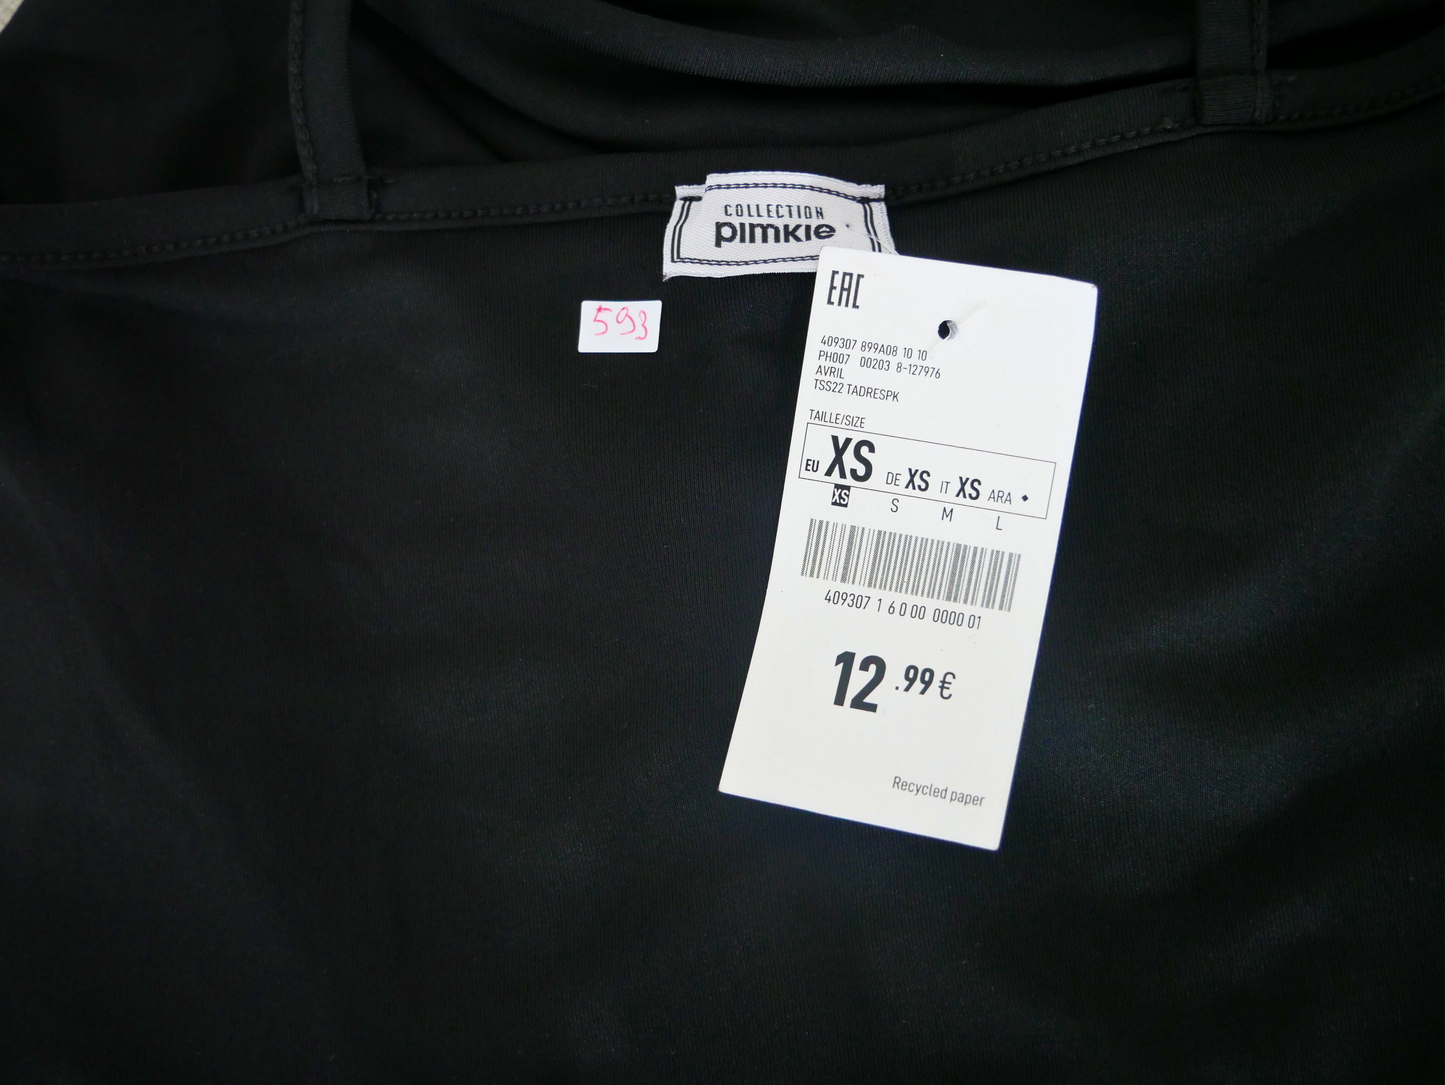 COLLECTION
pimkie
593
EAC
409307 899A08 10 10
PH007 00203 8-127976
AVRIL
TSS22 TADRESPK
TAILLE/SIZE
EU XS DE XS IT XS ARA ◆
XS S M L
409307 1 6 0 00 0000 01
12.99€
Recycled paper